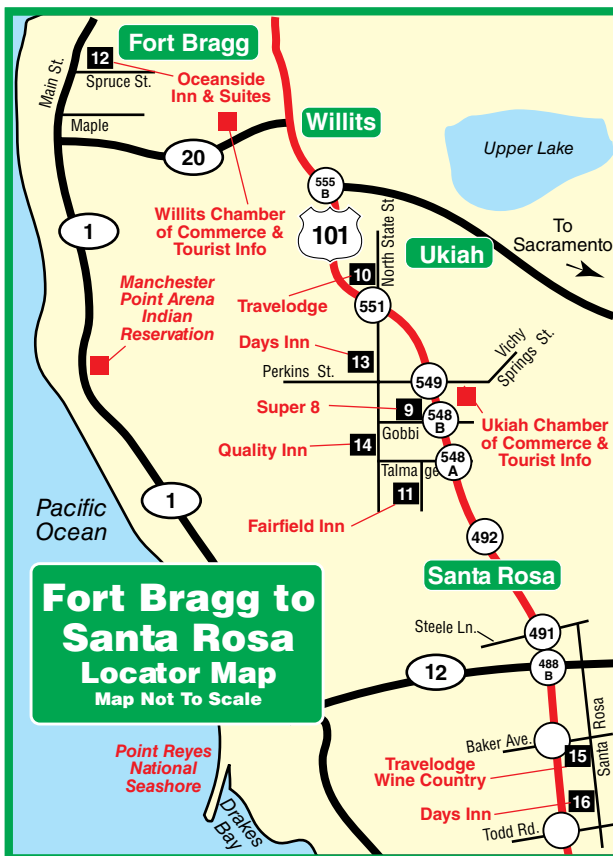 Fort Bragg
12
Oceanside
Inn & Suites
Main St.
Spruce St.
Maple
Willits
20
Upper Lake
555
B
Willits Chamber
of Commerce &
Tourist Info
101
North State St.
To
Sacramento
1
Ukiah
10
Travelodge
551
Manchester
Point Arena
Indian
Reservation
Days Inn
13
Vichy
Springs St.
Perkins St.
549
Super 8
9
548
B
Gobbi
Ukiah Chamber
of Commerce &
Tourist Info
Quality Inn
14
548
A
Talmage
11
Fairfield Inn
1
Pacific
Ocean
492
Santa Rosa
Fort Bragg to
Santa Rosa
Locator Map
Map Not To Scale
Steele Ln.
491
12
488
B
Santa Rosa
Baker Ave.
Point Reyes
National
Seashore
Travelodge
Wine Country
15
Days Inn
16
Drakes
Bay
Todd Rd.